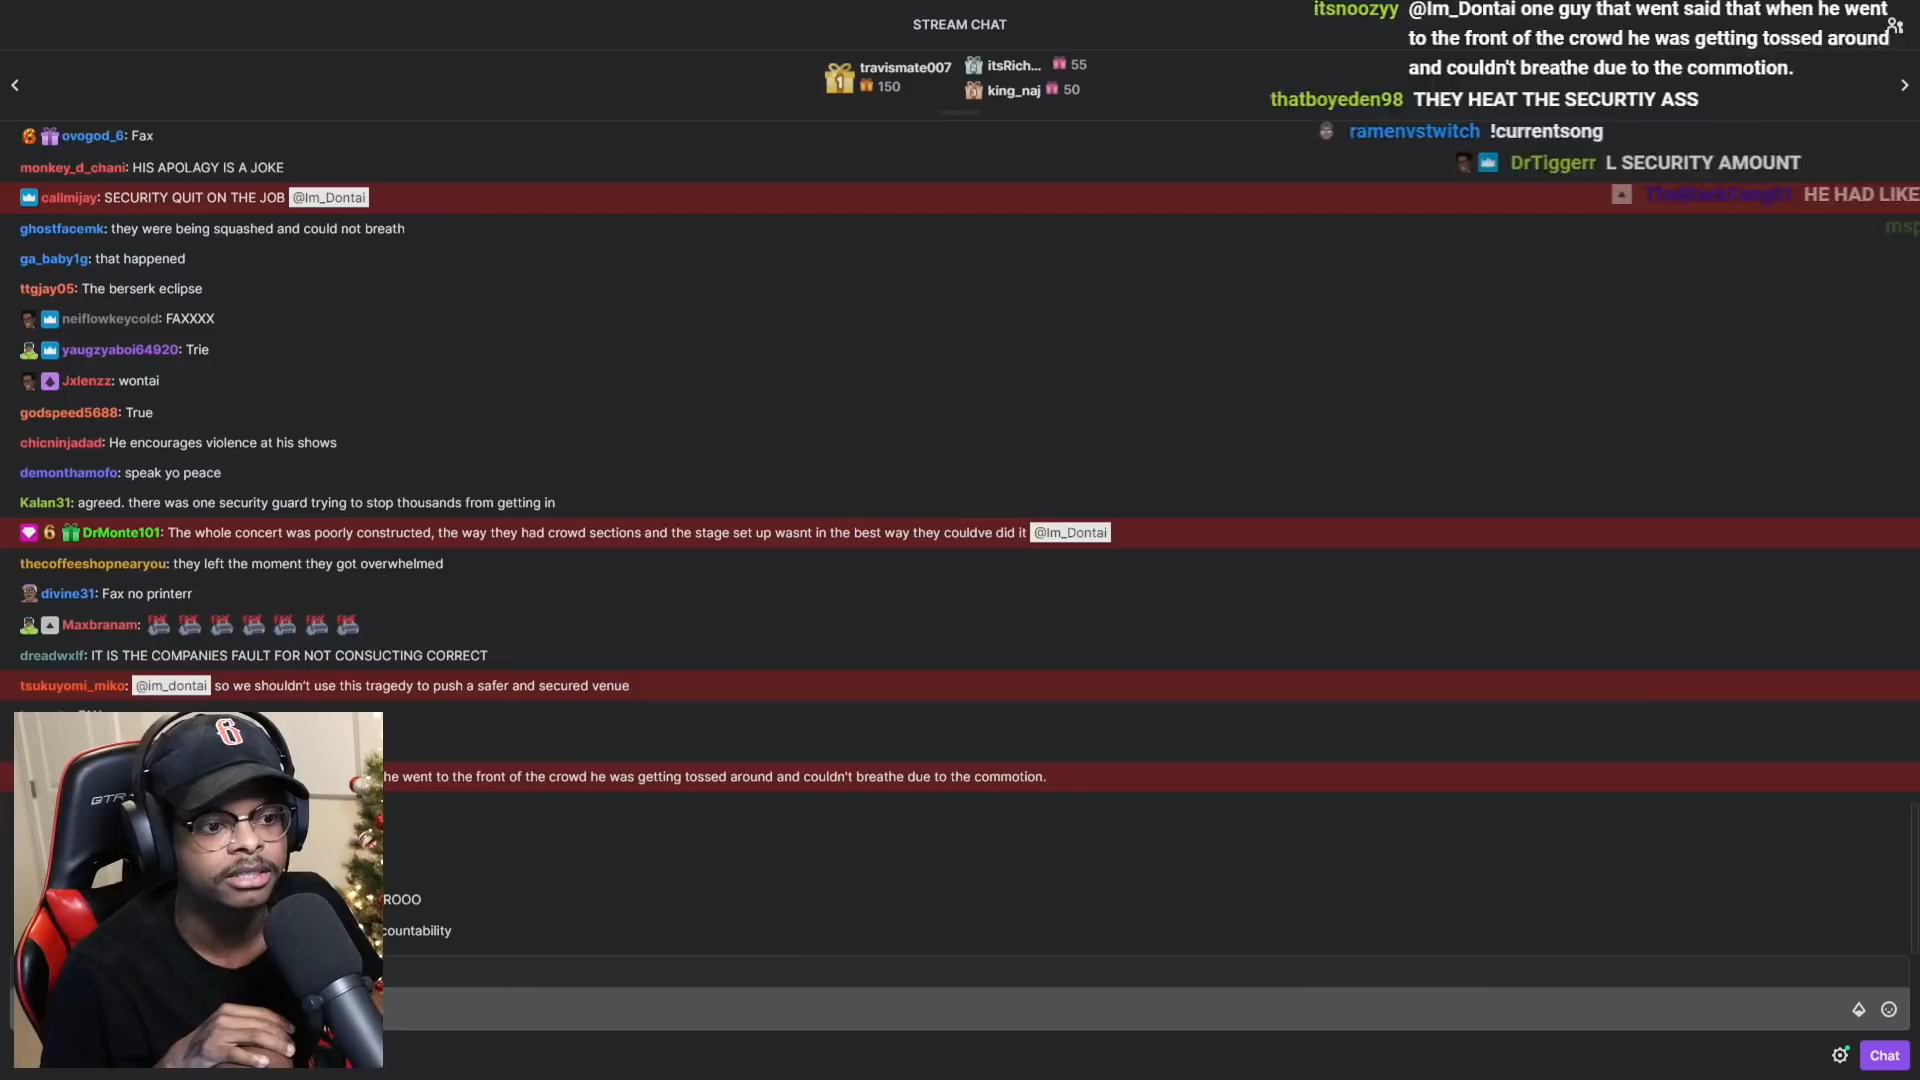 STREAM CHAT
travismate007
150
itsRich... 55
king_naj 50
itsnoozyy @Im_Dontai one guy that went said that when he went
to the front of the crowd he was getting tossed around
and couldn't breathe due to the commotion.
thatboyeden98 THEY HEAT THE SECURTIY ASS
ramenvstwitch !currentsong
DrTiggerr L SECURITY AMOUNT
HE HAD LIKE
msp
ovogod_6: Fax
monkey_d_chani: HIS APOLAGY IS A JOKE
callmijay: SECURITY QUIT ON THE JOB @Im_Dontai
ghostfacemk: they were being squashed and could not breath
ga_baby1g: that happened
ttgjay05: The berserk eclipse
neiflowkeycold: FAXXXX
yaugzyaboi64920: Trie
Jxlenzz: wontai
godspeed5688: True
chicninjadad: He encourages violence at his shows
demonthamofo: speak yo peace
Kalan31: agreed. there was one security guard trying to stop thousands from getting in
6 DrMonte101: The whole concert was poorly constructed, the way they had crowd sections and the stage set up wasnt in the best way they couldve did it @Im_Dontai
thecoffeeshopnearyou: they left the moment they got overwhelmed
divine31: Fax no printerr
Maxbranam:
dreadwxlf: IT IS THE COMPANIES FAULT FOR NOT CONSUCTING CORRECT
tsukuyomi_miko: @im_dontai so we shouldn't use this tragedy to push a safer and secured venue
he went to the front of the crowd he was getting tossed around and couldn't breathe due to the commotion.
ROOO
countability
GTR
6
Chat